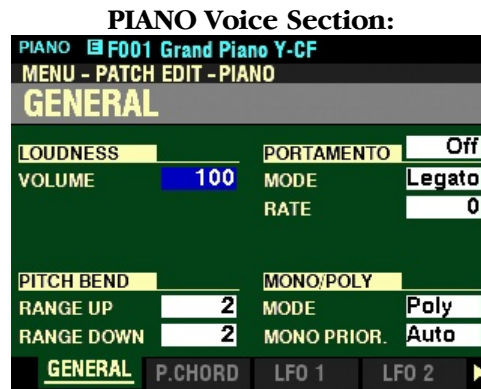 PIANO Voice Section:
PIANO E F001 Grand Piano Y-CF
MENU - PATCH EDIT - PIANO
GENERAL
LOUDNESS
VOLUME 100
PORTAMENTO Off
MODE Legato
RATE 0
PITCH BEND
RANGE UP 2
RANGE DOWN 2
MONO/POLY
MODE Poly
MONO PRIOR. Auto
GENERAL P.CHORD LFO 1 LFO 2